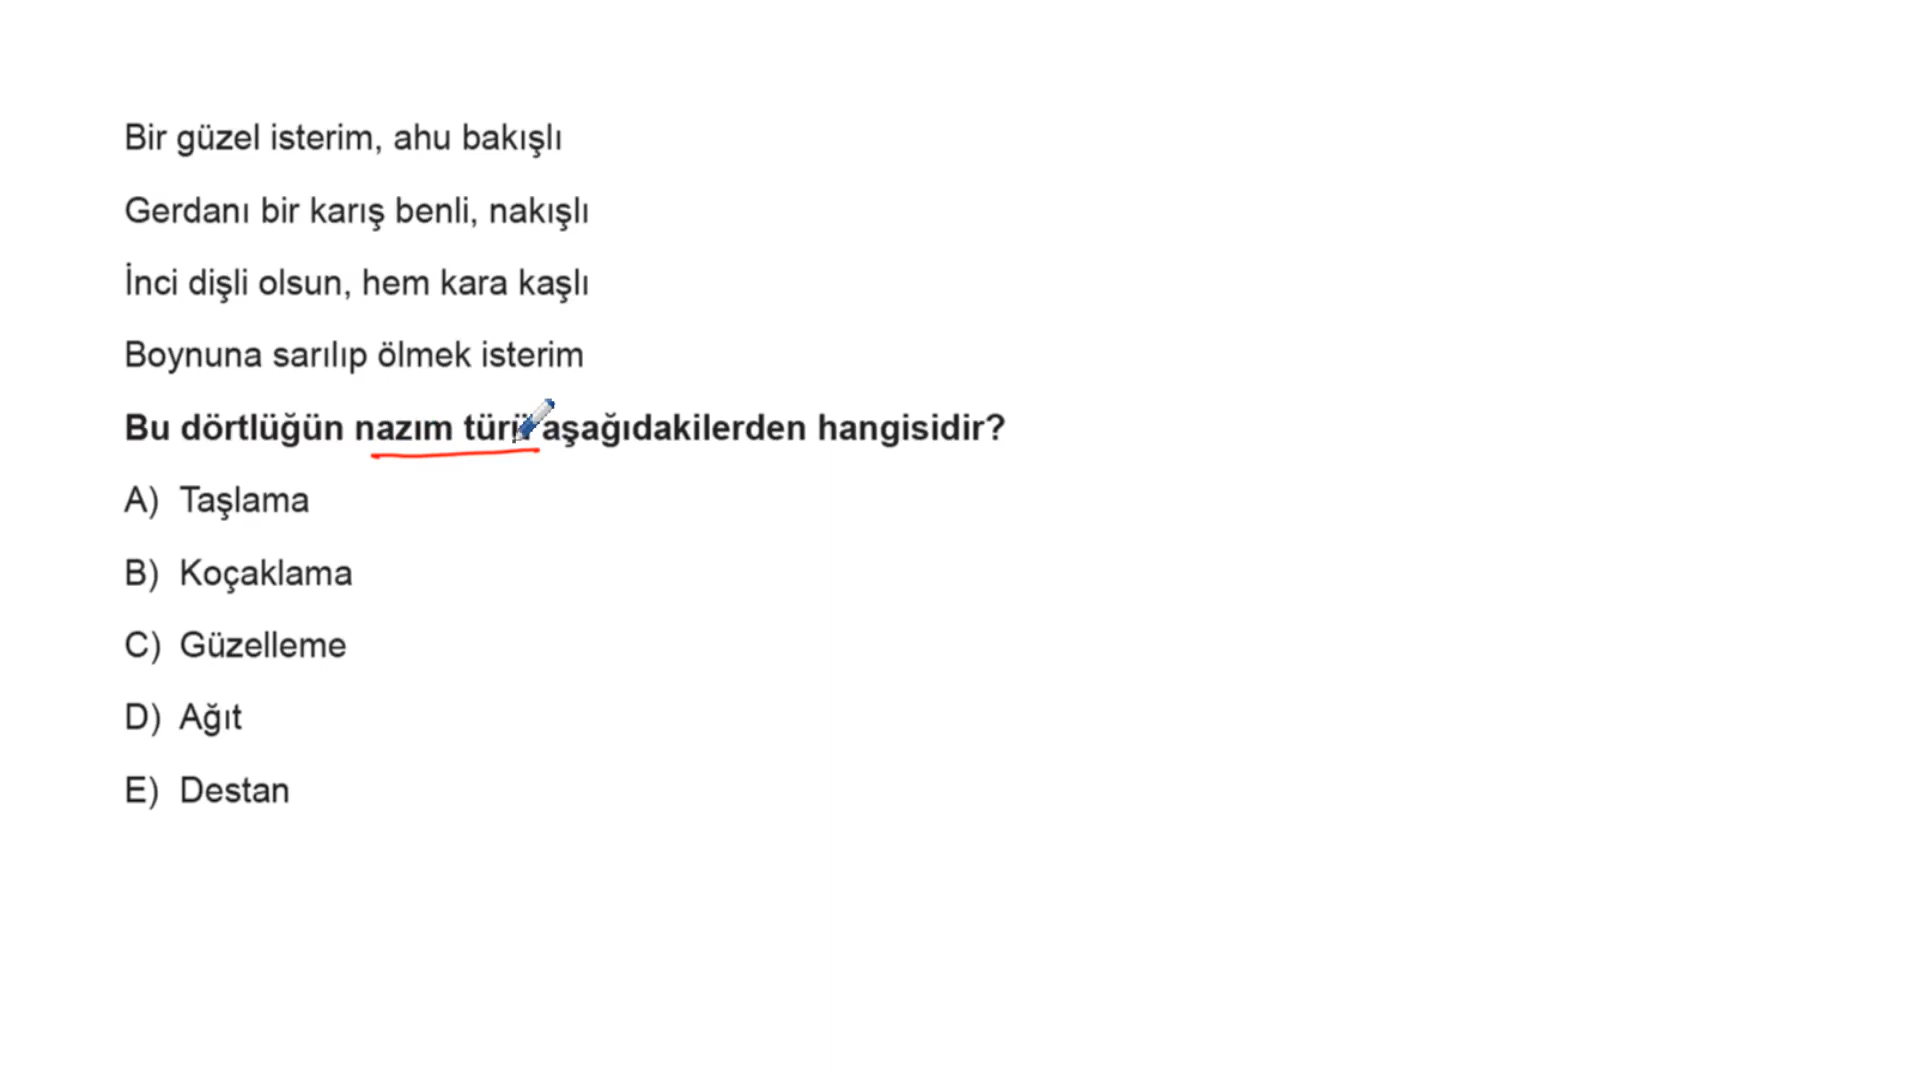 Bir güzel isterim, ahu bakışlı
Gerdanı bir karış benli, nakışlı
İnci dişli olsun, hem kara kaşlı
Boynuna sarılıp ölmek isterim
Bu dörtlüğün nazım türü aşağıdakilerden hangisidir?
A) Taşlama
B) Koçaklama
C) Güzelleme
D) Ağıt
E) Destan